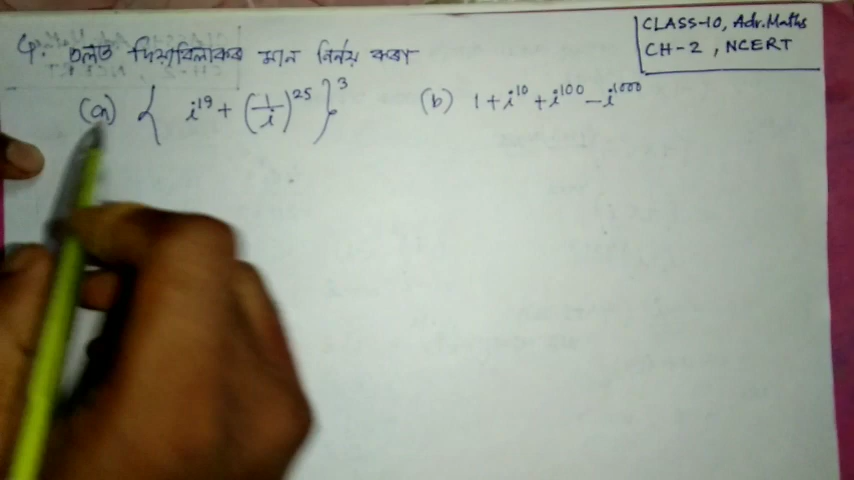 CLASS-10, Adv. Maths
CH-2, NCERT
Q. তলত দিয়াবিলাকৰ মান নিৰ্ণয় কৰা
(a) { i¹⁹ + (1/i)²⁵ }³ (b) 1 + i¹⁰ + i¹⁰⁰ − i¹⁰⁰⁰